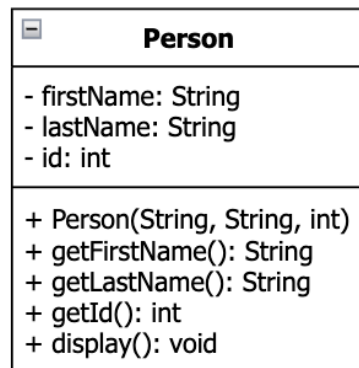 Person
- firstName: String
- lastName: String
- id: int
+ Person(String, String, int)
+ getFirstName(): String
+ getLastName(): String
+ getId(): int
+ display(): void